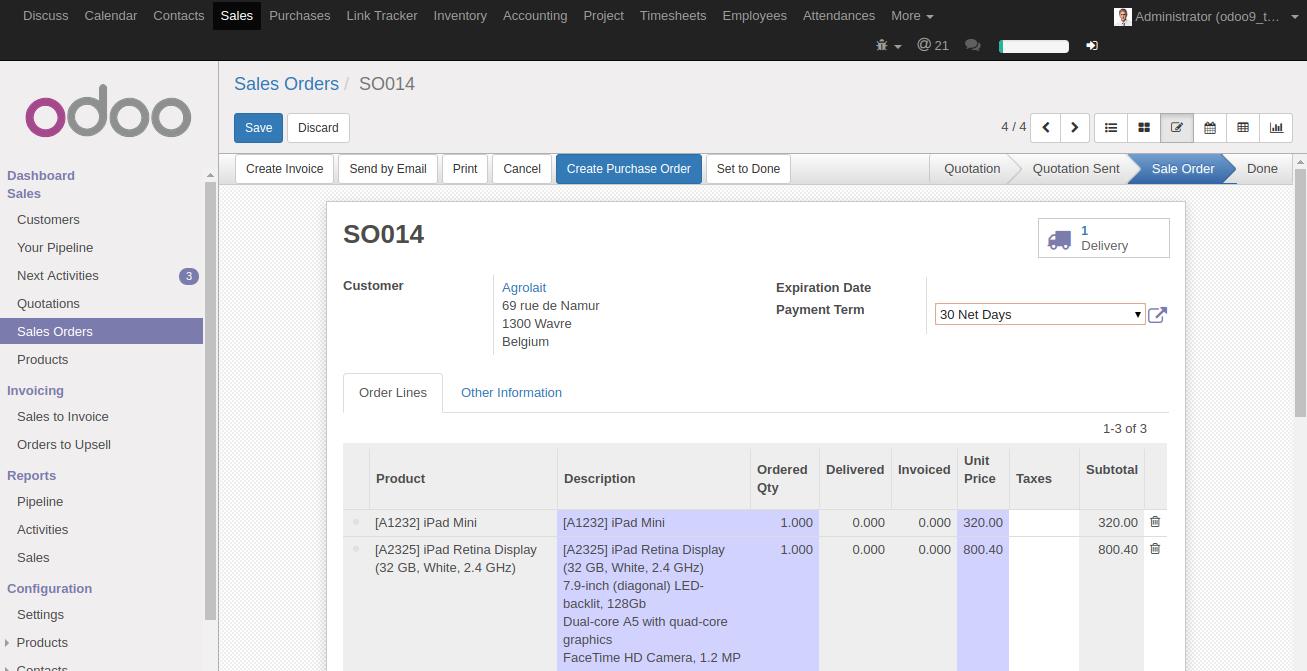 Discuss Calendar Contacts Sales Purchases Link Tracker Inventory Accounting Project Timesheets Employees Attendances More Administrator (odoo9_t...
@ 21
odoo
Dashboard
Sales
Customers
Your Pipeline
Next Activities 3
Quotations
Sales Orders
Products
Invoicing
Sales to Invoice
Orders to Upsell
Reports
Pipeline
Activities
Sales
Configuration
Settings
Products
Contacts
Sales Orders / SO014
Save Discard
4 / 4
Create Invoice Send by Email Print Cancel Create Purchase Order Set to Done Quotation Quotation Sent Sale Order Done
SO014
1
Delivery
Customer
Agrolait
69 rue de Namur
1300 Wavre
Belgium
Expiration Date
Payment Term 30 Net Days
Order Lines Other Information
1-3 of 3
Product Description Ordered Qty Delivered Invoiced Unit Price Taxes Subtotal
[A1232] iPad Mini [A1232] iPad Mini 1.000 0.000 0.000 320.00 320.00
[A2325] iPad Retina Display [A2325] iPad Retina Display 1.000 0.000 0.000 800.40 800.40
(32 GB, White, 2.4 GHz) (32 GB, White, 2.4 GHz)
7.9-inch (diagonal) LED-
backlit, 128Gb
Dual-core A5 with quad-core
graphics
FaceTime HD Camera, 1.2 MP